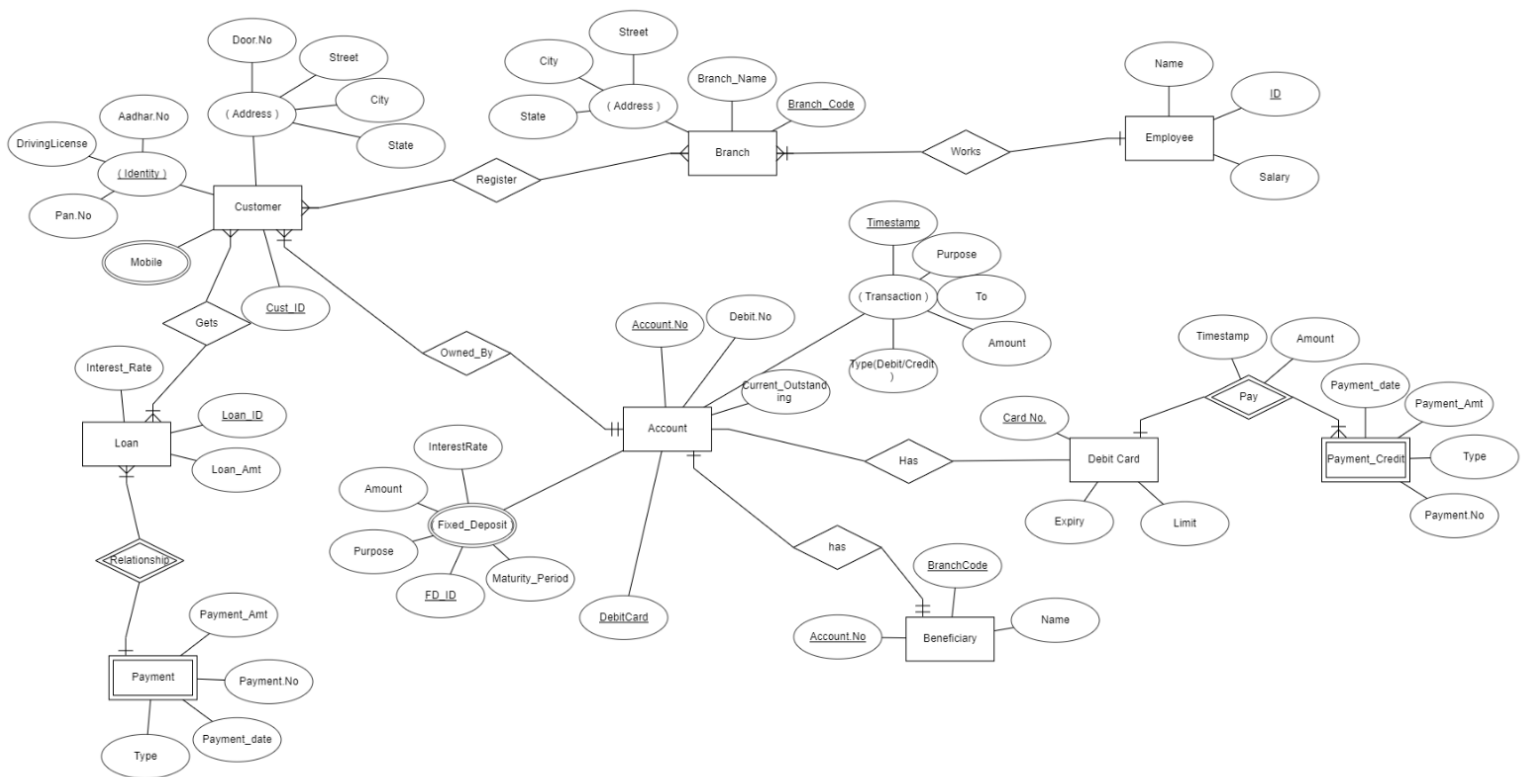 Door.No
Street
( Address )
City
State
Aadhar.No
DrivingLicense
( Identity )
Pan.No
Customer
Mobile
Cust_ID
Register
Street
City
( Address )
State
Branch_Name
Branch_Code
Branch
Works
Name
ID
Employee
Salary
Gets
Interest_Rate
Loan_ID
Loan
Loan_Amt
Relationship
Payment_Amt
Payment
Payment.No
Payment_date
Type
Owned_By
Timestamp
Purpose
( Transaction )
To
Amount
Type(Debit/Credit
)
Account.No
Debit.No
Current_Outstand
ing
Account
InterestRate
Amount
(Fixed_Deposit )
Purpose
Maturity_Period
FD_ID
DebitCard
Has
has
BranchCode
Name
Account.No
Beneficiary
Card No.
Debit Card
Expiry
Limit
Timestamp
Amount
Pay
Payment_date
Payment_Amt
Payment_Credit
Type
Payment.No